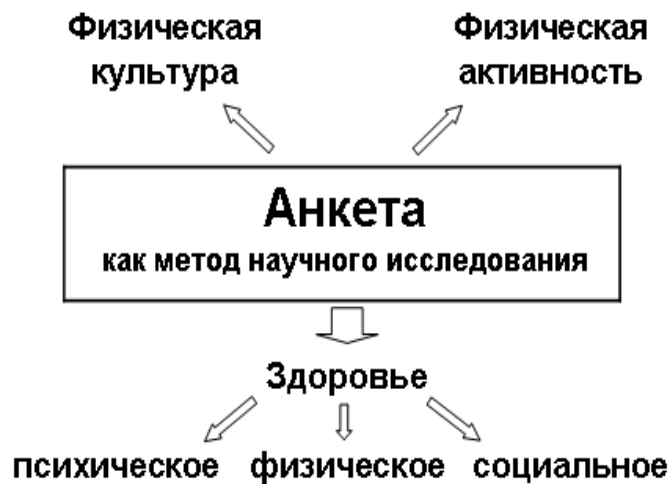 Физическая культура
Физическая активность
Анкета
как метод научного исследования
Здоровье
психическое физическое социальное